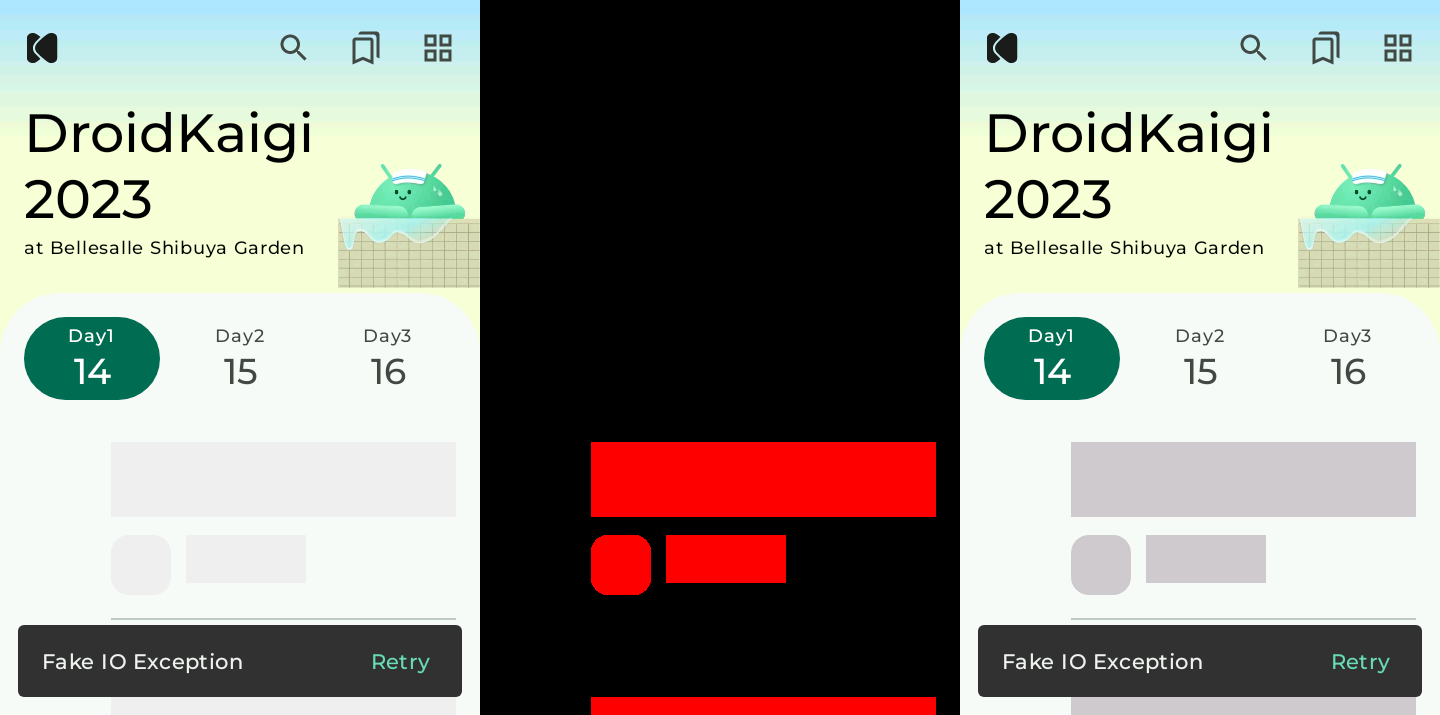 DroidKaigi
2023
at Bellesalle Shibuya Garden
Day1
Day2
Day3
14
15
16
Fake IO Exception
Retry
DroidKaigi
2023
at Bellesalle Shibuya Garden
Day1
Day2
Day3
14
15
16
Fake IO Exception
Retry